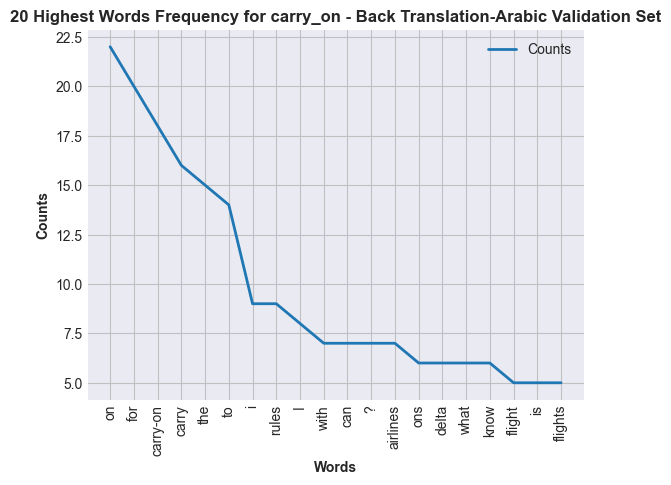 20 Highest Words Frequency for carry_on - Back Translation-Arabic Validation Set
Counts
22.5
20.0
17.5
15.0
12.5
10.0
7.5
5.0
Counts
on
for
carry-on
carry
the
to
i
rules
I
with
can
?
airlines
ons
delta
what
know
flight
is
flights
Words